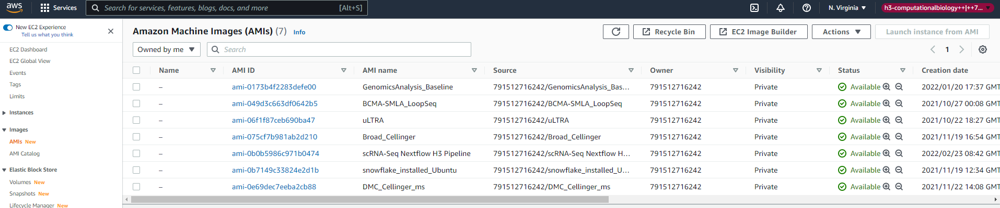 aws Services Search for services, features, blogs, docs, and more [Alt+S] N. Virginia h3-computationalbiology++|++7...
New EC2 Experience
Tell us what you think
EC2 Dashboard
EC2 Global View
Events
Tags
Limits
Instances
Images
AMIs New
AMI Catalog
Elastic Block Store
Volumes New
Snapshots New
Lifecycle Manager New
Amazon Machine Images (AMIs) (7) Info Recycle Bin EC2 Image Builder Actions Launch instance from AMI
Owned by me Search 1
Name AMI ID AMI name Source Owner Visibility Status Creation date
– ami-0173b4f2283defe00 GenomicsAnalysis_Baseline 791512716242/GenomicsAnalysis_Bas... 791512716242 Private Available 2022/01/20 17:37 GMT
– ami-049d3c663df0642b5 BCMA-SMLA_LoopSeq 791512716242/BCMA-SMLA_LoopSeq 791512716242 Private Available 2021/10/27 00:08 GMT
– ami-06f1f87ceb690ba47 uLTRA 791512716242/uLTRA 791512716242 Private Available 2021/10/22 18:27 GMT
– ami-075cf7b981ab2d210 Broad_Cellinger 791512716242/Broad_Cellinger 791512716242 Private Available 2021/11/19 16:54 GMT
– ami-0b0b5986c971b0474 scRNA-Seq Nextflow H3 Pipeline 791512716242/scRNA-Seq Nextflow H... 791512716242 Private Available 2022/02/23 08:42 GMT
– ami-0b7149c33824e2d1b snowflake_installed_Ubuntu 791512716242/snowflake_installed_U... 791512716242 Private Available 2021/11/19 12:34 GMT
– ami-0e69dec7eeba2cb88 DMC_Cellinger_ms 791512716242/DMC_Cellinger_ms 791512716242 Private Available 2021/11/22 14:08 GMT